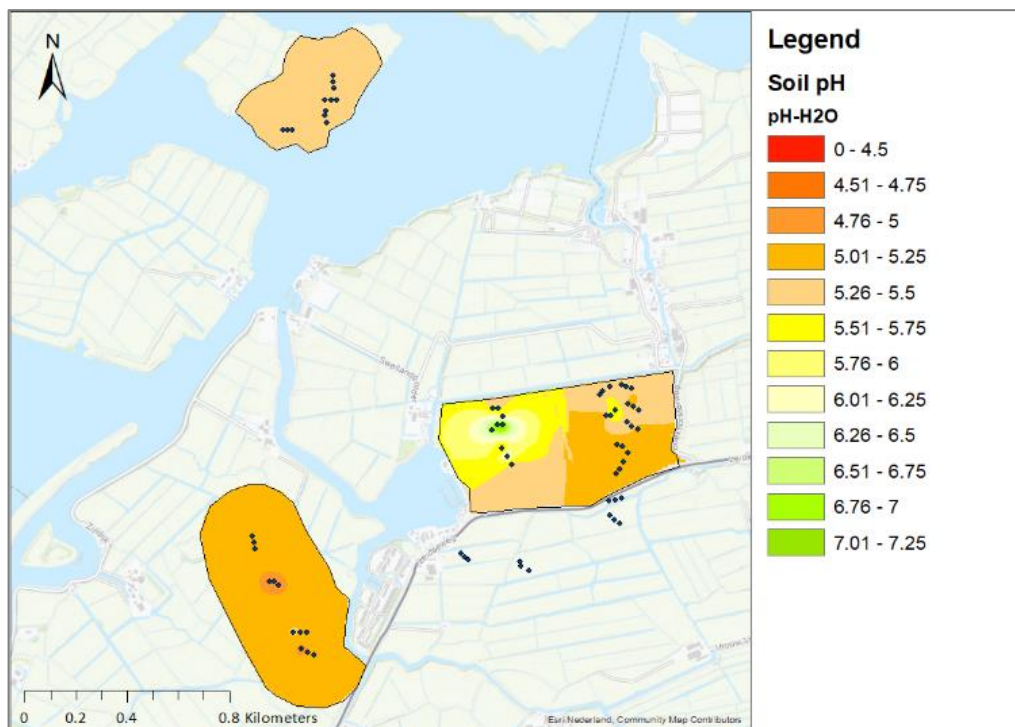 N
Legend
Soil pH
pH-H2O
0 - 4.5
4.51 - 4.75
4.76 - 5
5.01 - 5.25
5.26 - 5.5
5.51 - 5.75
5.76 - 6
6.01 - 6.25
6.26 - 6.5
6.51 - 6.75
6.76 - 7
7.01 - 7.25
Zijldijk
0 0.2 0.4 0.8 Kilometers
Esri Nederland, Community Map Contributors